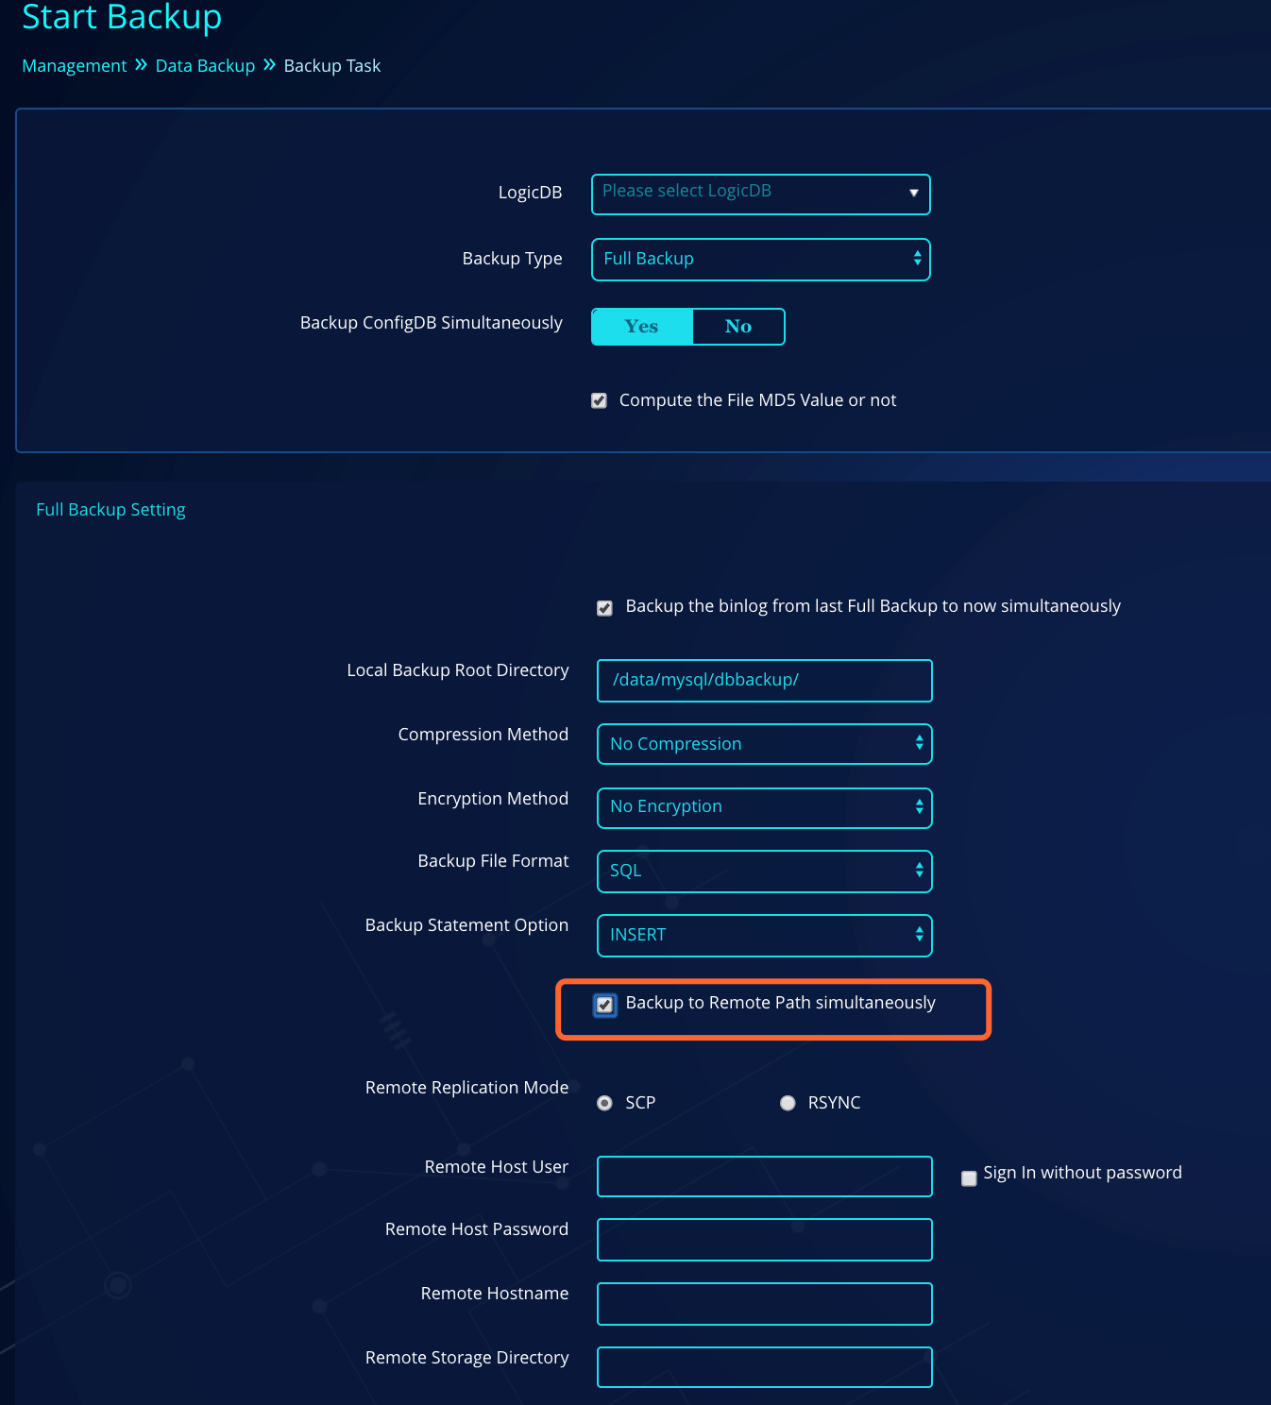 Start Backup
Management » Data Backup » Backup Task
LogicDB Please select LogicDB
Backup Type Full Backup
Backup ConfigDB Simultaneously Yes No
Compute the File MD5 Value or not
Full Backup Setting
Backup the binlog from last Full Backup to now simultaneously
Local Backup Root Directory /data/mysql/dbbackup/
Compression Method No Compression
Encryption Method No Encryption
Backup File Format SQL
Backup Statement Option INSERT
Backup to Remote Path simultaneously
Remote Replication Mode SCP RSYNC
Remote Host User Sign In without password
Remote Host Password
Remote Hostname
Remote Storage Directory